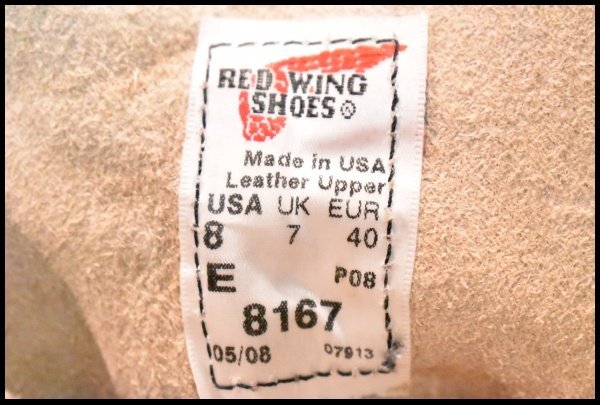 RED WING
SHOES®
Made in USA
Leather Upper
USA UK EUR
8 7 40
E P08
8167
05/08 07913